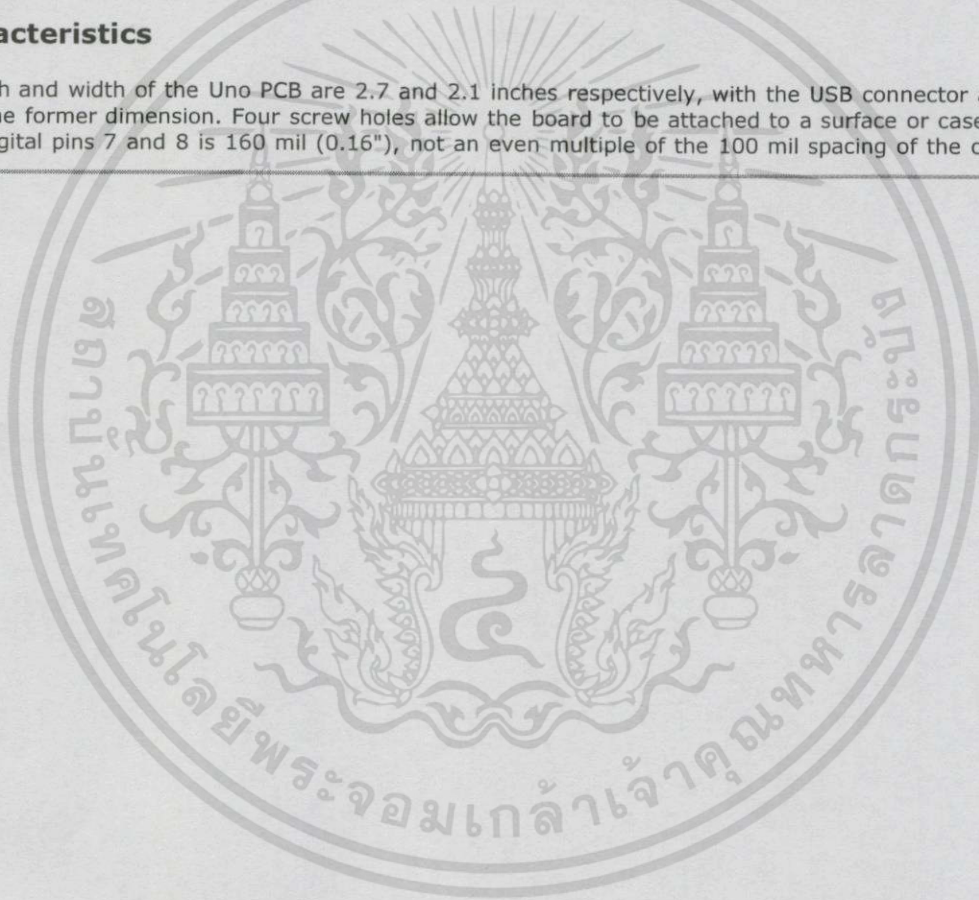 acteristics
h and width of the Uno PCB are 2.7 and 2.1 inches respectively, with the USB connector
he former dimension. Four screw holes allow the board to be attached to a surface or case
gital pins 7 and 8 is 160 mil (0.16"), not an even multiple of the 100 mil spacing of the o
สถาบันเทคโนโลยีพระจอมเกล้าเจ้าคุณทหารลาดกระบัง